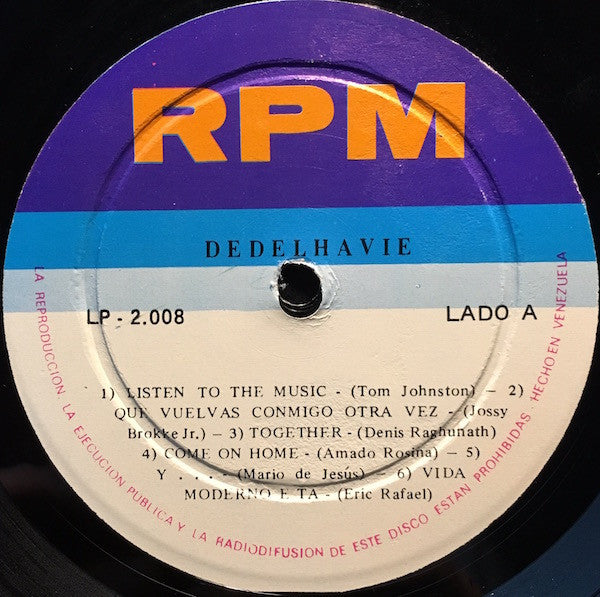 RPM
DEDELHAVIE
LP - 2.008
LADO A
1) LISTEN TO THE MUSIC - (Tom Johnston) – 2)
QUE VUELVAS CONMIGO OTRA VEZ - (Jossy
Brokke Jr.) – 3) TOGETHER - (Denis Raghunath)
4) COME ON HOME - (Amado Rosina) – 5)
Y . . . - (Mario de Jesús) – 6) VIDA
MODERNO E TA - (Eric Rafael)
LA REPRODUCCION LA EJECUCION PUBLICA Y LA RADIODIFUSION DE ESTE DISCO ESTAN PROHIBIDAS HECHO EN VENEZUELA